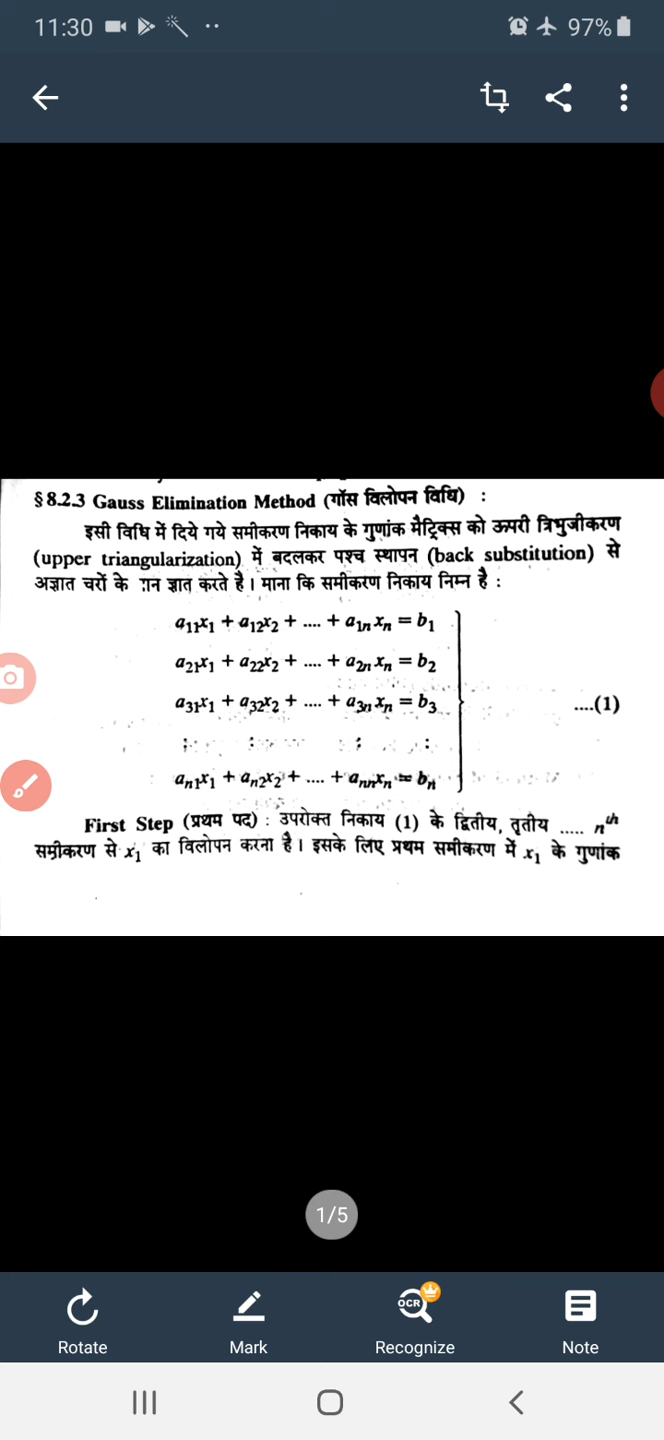 11:30 97%
§ 8.2.3 Gauss Elimination Method (गॉस विलोपन विधि) :
इसी विधि में दिये गये समीकरण निकाय के गुणांक मैट्रिक्स को ऊपरी त्रिभुजीकरण
(upper triangularization) में बदलकर पश्च स्थापन (back substitution) से
अज्ञात चरों के ज्ञात करते है। माना कि समीकरण निकाय निम्न है :
a₁₁x₁ + a₁₂x₂ + .... + a₁ₙxₙ = b₁
a₂₁x₁ + a₂₂x₂ + .... + a₂ₙxₙ = b₂
a₃₁x₁ + a₃₂x₂ + .... + a₃ₙxₙ = b₃ ....(1)
: : : :
aₙ₁x₁ + aₙ₂x₂ + .... + aₙₙxₙ = bₙ
First Step (प्रथम पद) : उपरोक्त निकाय (1) के द्वितीय, तृतीय ..... nᵗʰ
समीकरण से x₁ का विलोपन करना है। इसके लिए प्रथम समीकरण में x₁ के गुणांक
1/5
OCR
Rotate Mark Recognize Note